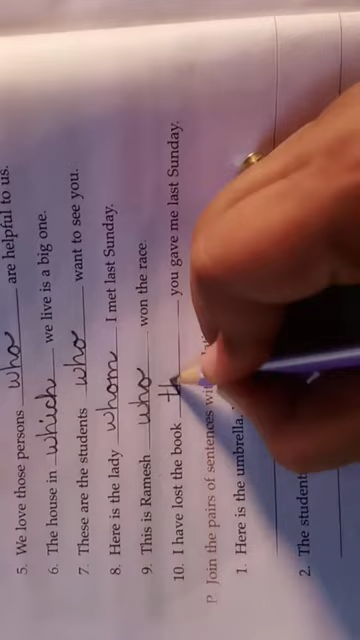 5. We love those persons who are helpful to us.
6. The house in which we live is a big one.
7. These are the students who want to see you.
8. Here is the lady whom I met last Sunday.
9. This is Ramesh who won the race.
10. I have lost the book th you gave me last Sunday.
P. Join the pairs of sentences
1. Here is the umbrella.
2. The student